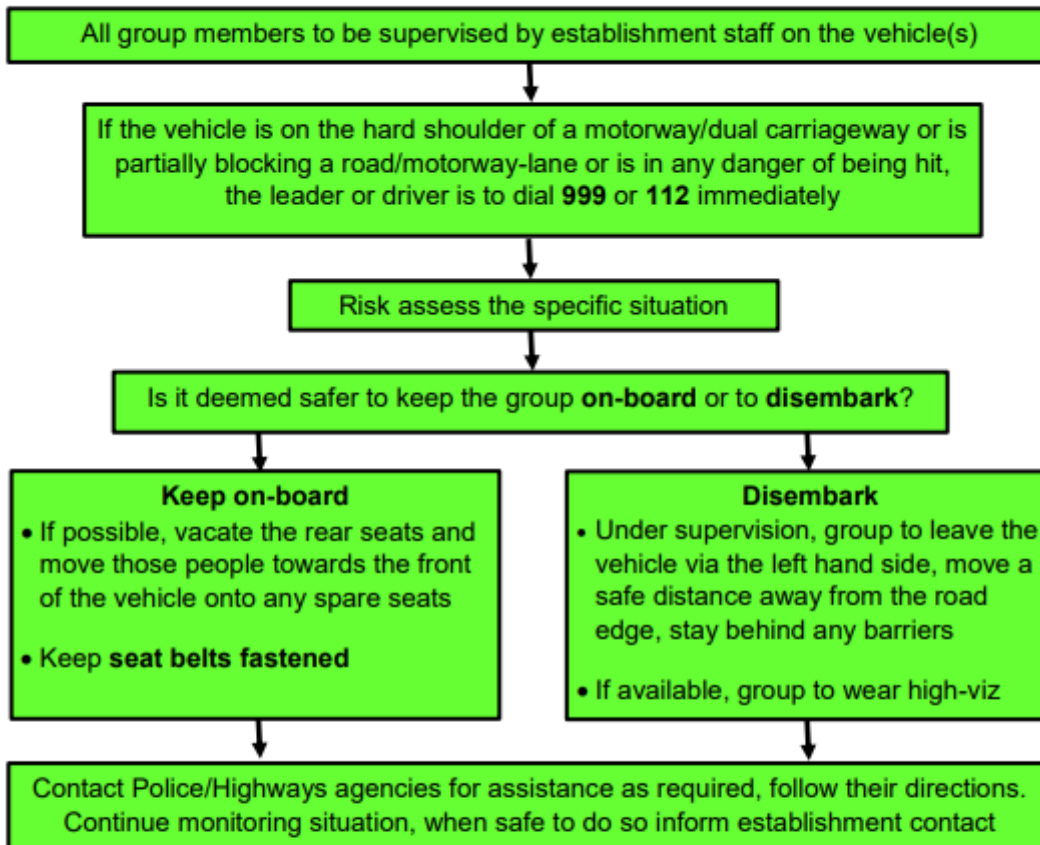 All group members to be supervised by establishment staff on the vehicle(s)
If the vehicle is on the hard shoulder of a motorway/dual carriageway or is
partially blocking a road/motorway-lane or is in any danger of being hit,
the leader or driver is to dial 999 or 112 immediately
Risk assess the specific situation
Is it deemed safer to keep the group on-board or to disembark?
Keep on-board
• If possible, vacate the rear seats and
move those people towards the front
of the vehicle onto any spare seats
• Keep seat belts fastened
Disembark
• Under supervision, group to leave the
vehicle via the left hand side, move a
safe distance away from the road
edge, stay behind any barriers
• If available, group to wear high-viz
Contact Police/Highways agencies for assistance as required, follow their directions.
Continue monitoring situation, when safe to do so inform establishment contact